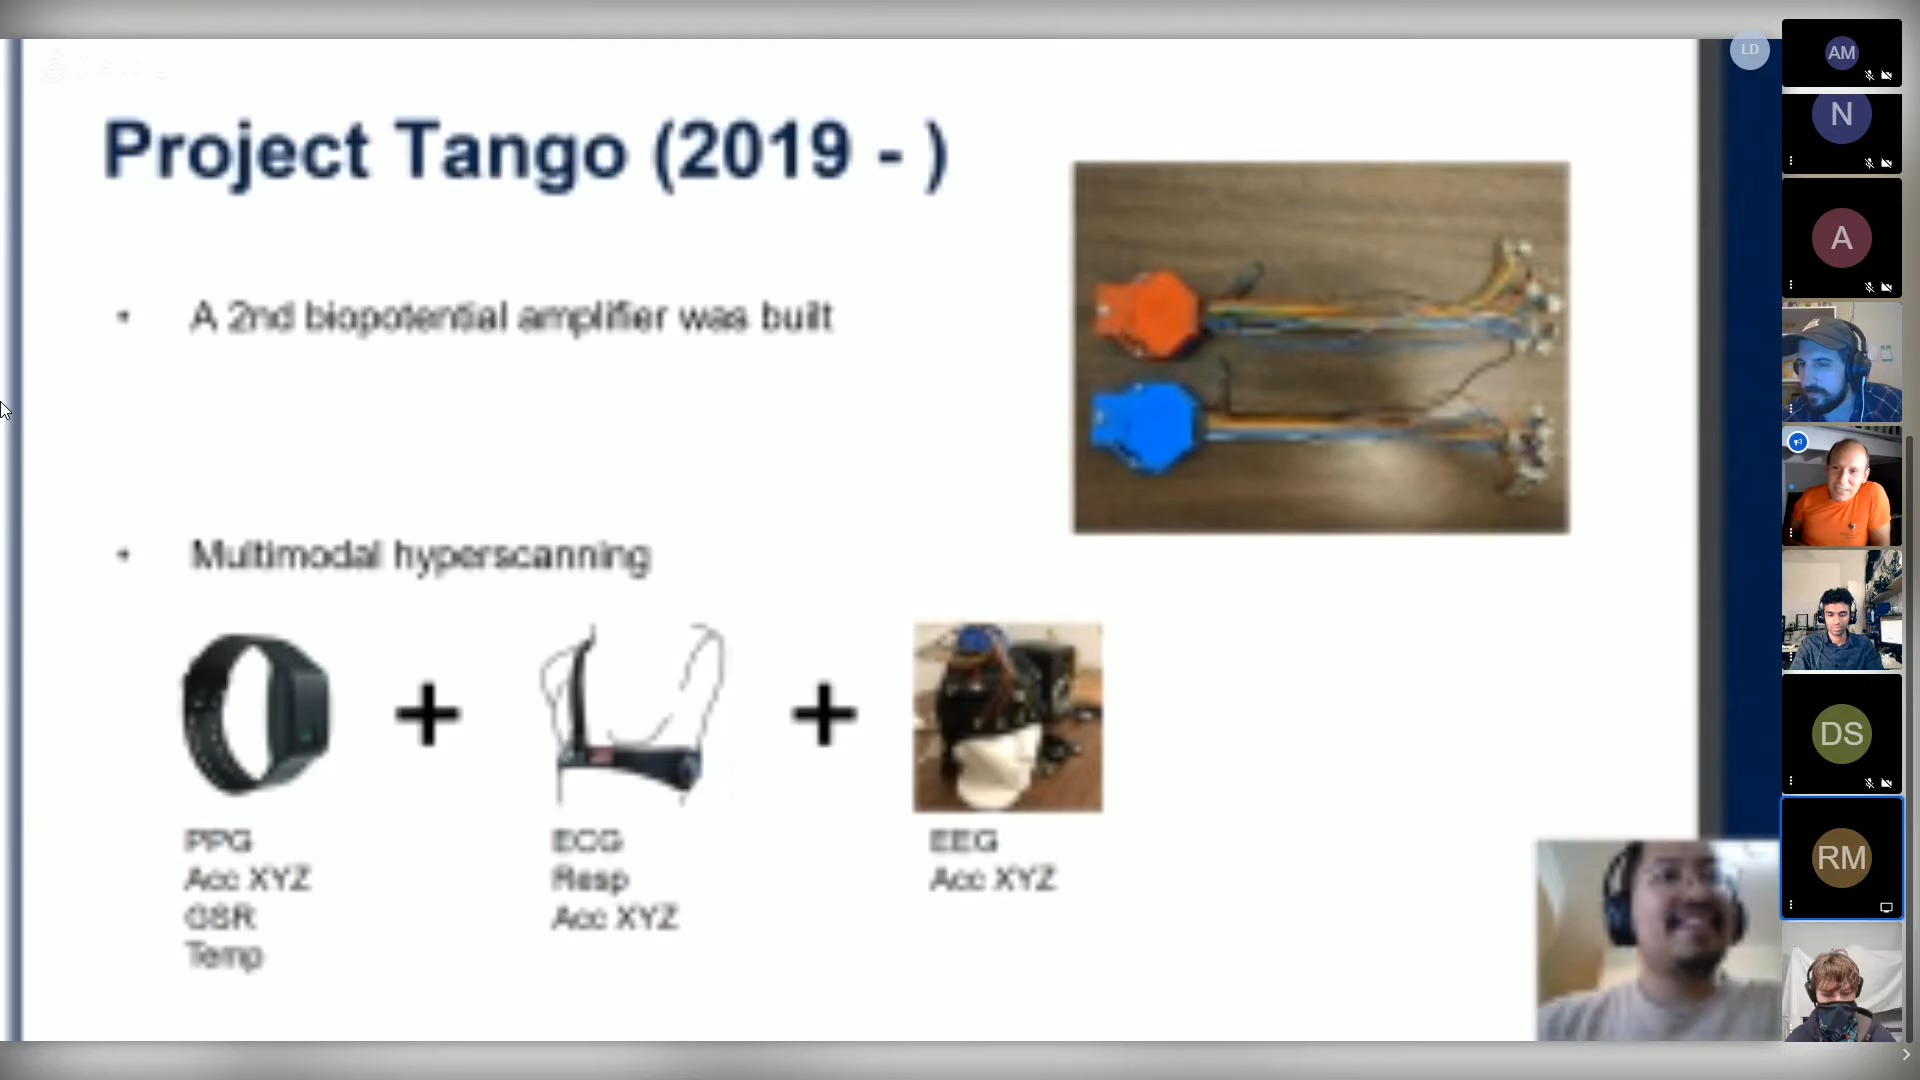 Project Tango (2019 - )
• A 2nd biopotential amplifier was built
• Multimodal hyperscanning
+
+
PPG
Acc XYZ
GSR
Temp
ECG
Resp
Acc XYZ
EEG
Acc XYZ
LD
AM
N
A
DS
RM